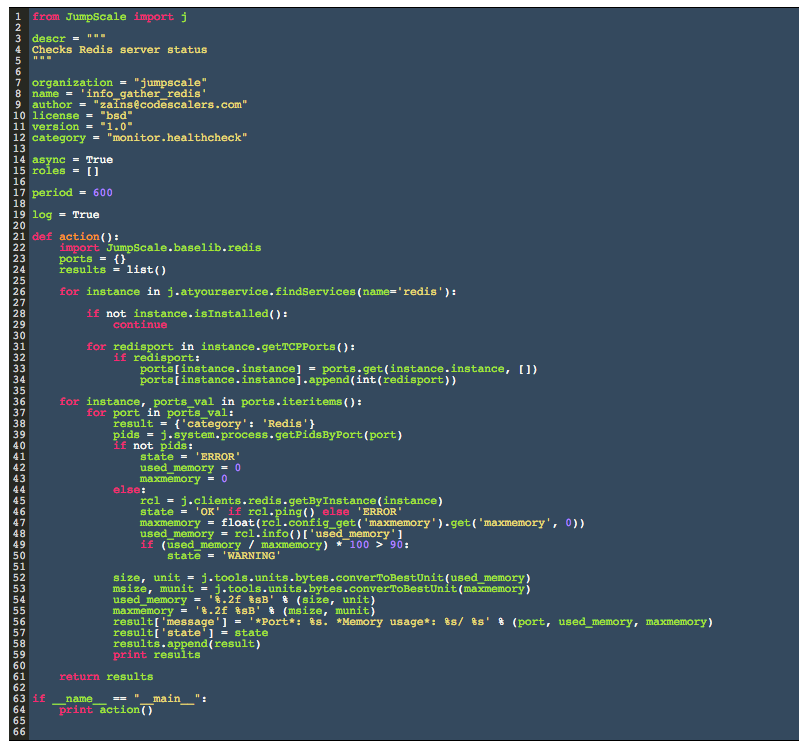 1 from JumpScale import j
2
3 descr = """
4 Checks Redis server status
5 """
6
7 organization = "jumpscale"
8 name = 'info_gather_redis'
9 author = "zains@codescalers.com"
10 license = "bsd"
11 version = "1.0"
12 category = "monitor.healthcheck"
13
14 async = True
15 roles = []
16
17 period = 600
18
19 log = True
20
21 def action():
22     import JumpScale.baselib.redis
23     ports = {}
24     results = list()
25
26     for instance in j.atyourservice.findServices(name='redis'):
27
28         if not instance.isInstalled():
29             continue
30
31         for redisport in instance.getTCPPorts():
32             if redisport:
33                 ports[instance.instance] = ports.get(instance.instance, [])
34                 ports[instance.instance].append(int(redisport))
35
36     for instance, ports_val in ports.iteritems():
37         for port in ports_val:
38             result = {'category': 'Redis'}
39             pids = j.system.process.getPidsByPort(port)
40             if not pids:
41                 state = 'ERROR'
42                 used_memory = 0
43                 maxmemory = 0
44             else:
45                 rcl = j.clients.redis.getByInstance(instance)
46                 state = 'OK' if rcl.ping() else 'ERROR'
47                 maxmemory = float(rcl.config_get('maxmemory').get('maxmemory', 0))
48                 used_memory = rcl.info()['used_memory']
49                 if (used_memory / maxmemory) * 100 > 90:
50                     state = 'WARNING'
51
52             size, unit = j.tools.units.bytes.converToBestUnit(used_memory)
53             msize, munit = j.tools.units.bytes.converToBestUnit(maxmemory)
54             used_memory = '%.2f %sB' % (size, unit)
55             maxmemory = '%.2f %sB' % (msize, munit)
56             result['message'] = '*Port*: %s. *Memory usage*: %s/ %s' % (port, used_memory, maxmemory)
57             result['state'] = state
58             results.append(result)
59             print results
60
61     return results
62
63 if __name__ == "__main__":
64     print action()
65
66